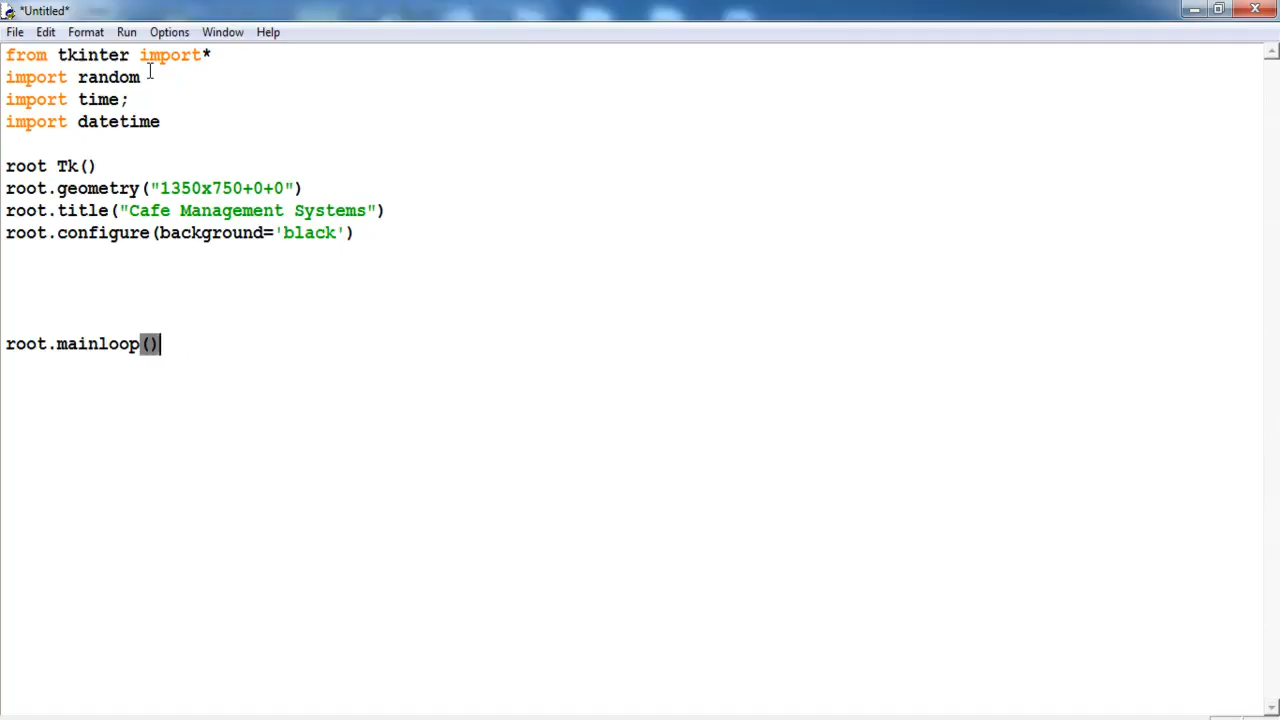 *Untitled*
File Edit Format Run Options Window Help
from tkinter import*
import random
import time;
import datetime
root Tk()
root.geometry("1350x750+0+0")
root.title("Cafe Management Systems")
root.configure(background='black')
root.mainloop()